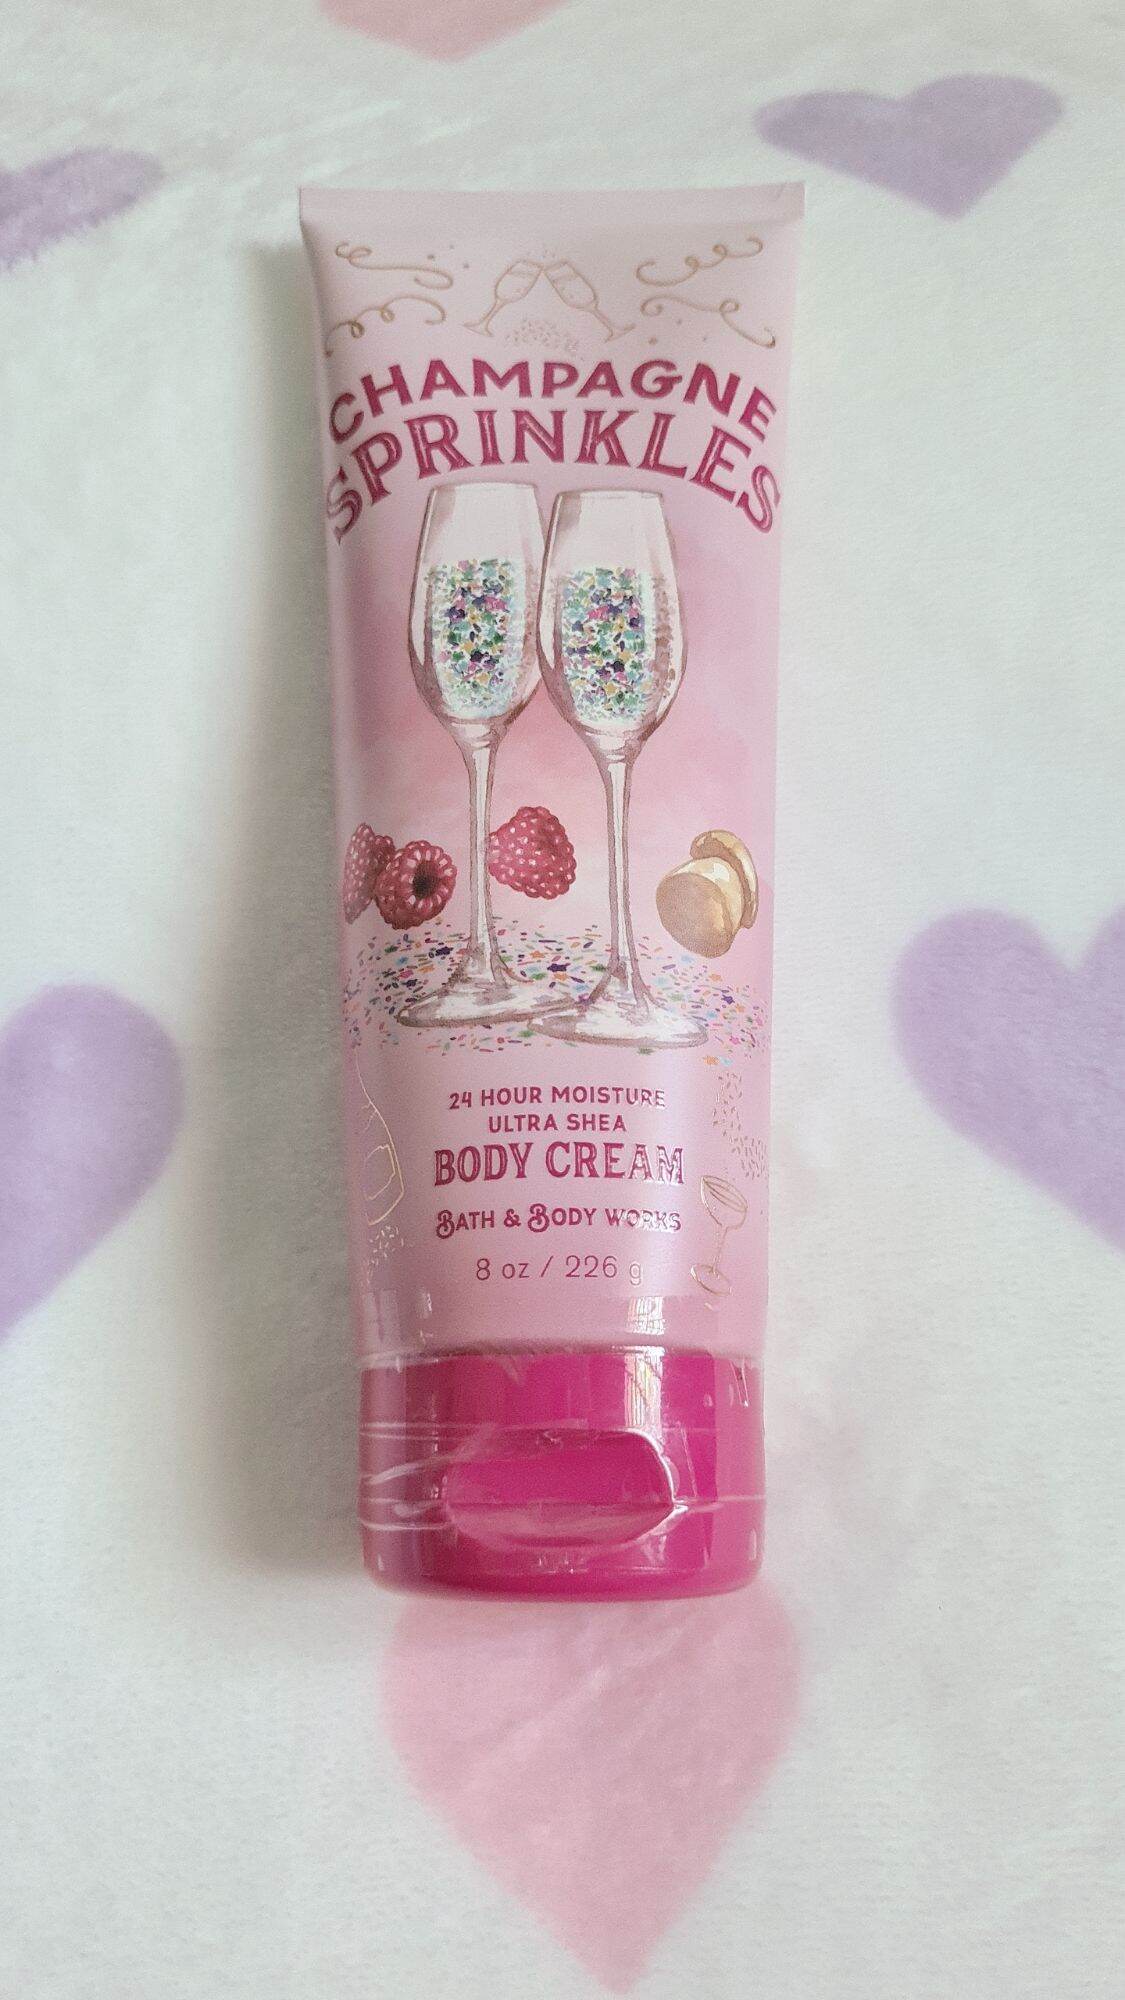 CHAMPAGNE
SPRINKLES
24 HOUR MOISTURE
ULTRA SHEA
BODY CREAM
BATH & BODY WORKS
8 oz / 226 g